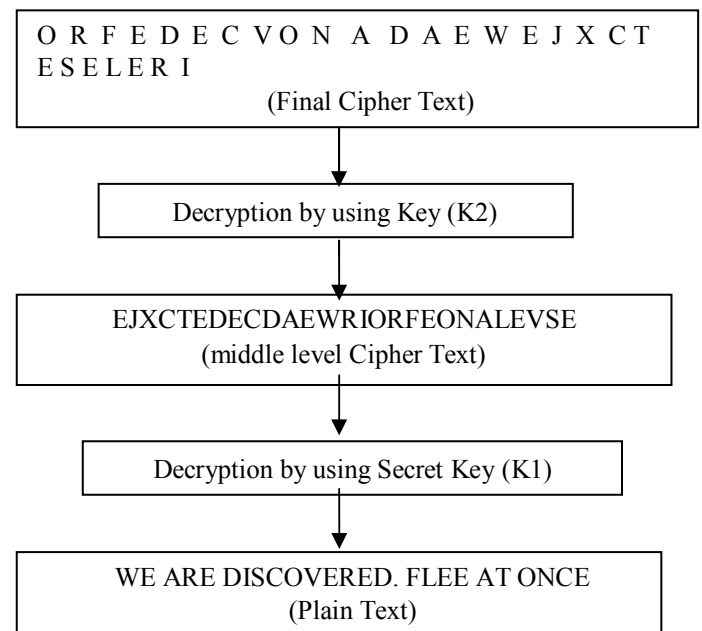 O R F E D E C V O N A D A E W E J X C T
E S E L E R I
(Final Cipher Text)
Decryption by using Key (K2)
EJXCTEDECDAEWRIORFEONALEVSE
(middle level Cipher Text)
Decryption by using Secret Key (K1)
WE ARE DISCOVERED. FLEE AT ONCE
(Plain Text)